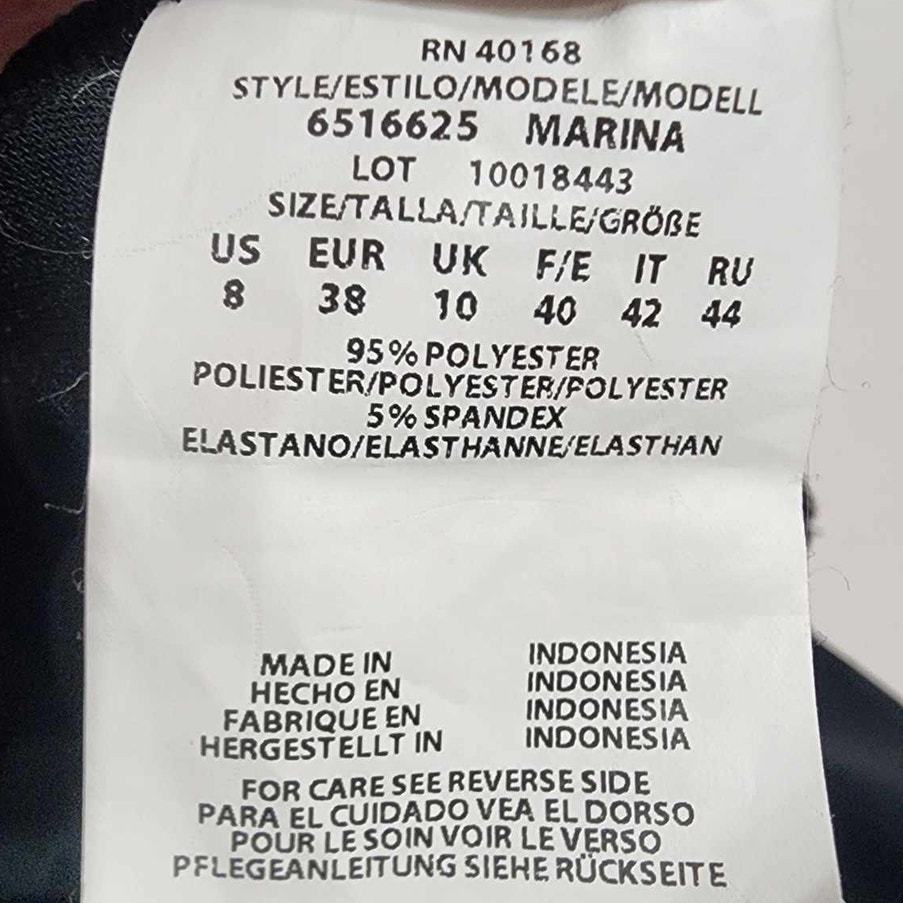 RN 40168
STYLE/ESTILO/MODELE/MODELL
6516625 MARINA
LOT 10018443
SIZE/TALLA/TAILLE/GRÖßE
US EUR UK F/E IT RU
8 38 10 40 42 44
95% POLYESTER
POLIESTER/POLYESTER/POLYESTER
5% SPANDEX
ELASTANO/ELASTHANNE/ELASTHAN
MADE IN INDONESIA
HECHO EN INDONESIA
FABRIQUE EN INDONESIA
HERGESTELLT IN INDONESIA
FOR CARE SEE REVERSE SIDE
PARA EL CUIDADO VEA EL DORSO
POUR LE SOIN VOIR LE VERSO
PFLEGEANLEITUNG SIEHE RÜCKSEITE